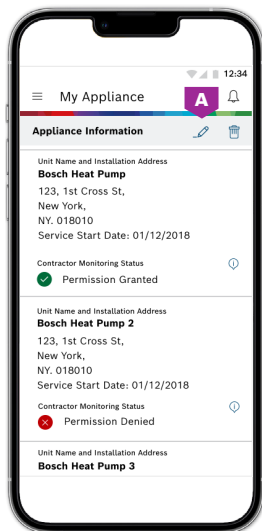 12:34
My Appliance
A
Appliance Information
Unit Name and Installation Address
Bosch Heat Pump
123, 1st Cross St,
New York,
NY. 018010
Service Start Date: 01/12/2018
Contractor Monitoring Status
Permission Granted
Unit Name and Installation Address
Bosch Heat Pump 2
123, 1st Cross St,
New York,
NY. 018010
Service Start Date: 01/12/2018
Contractor Monitoring Status
Permission Denied
Unit Name and Installation Address
Bosch Heat Pump 3